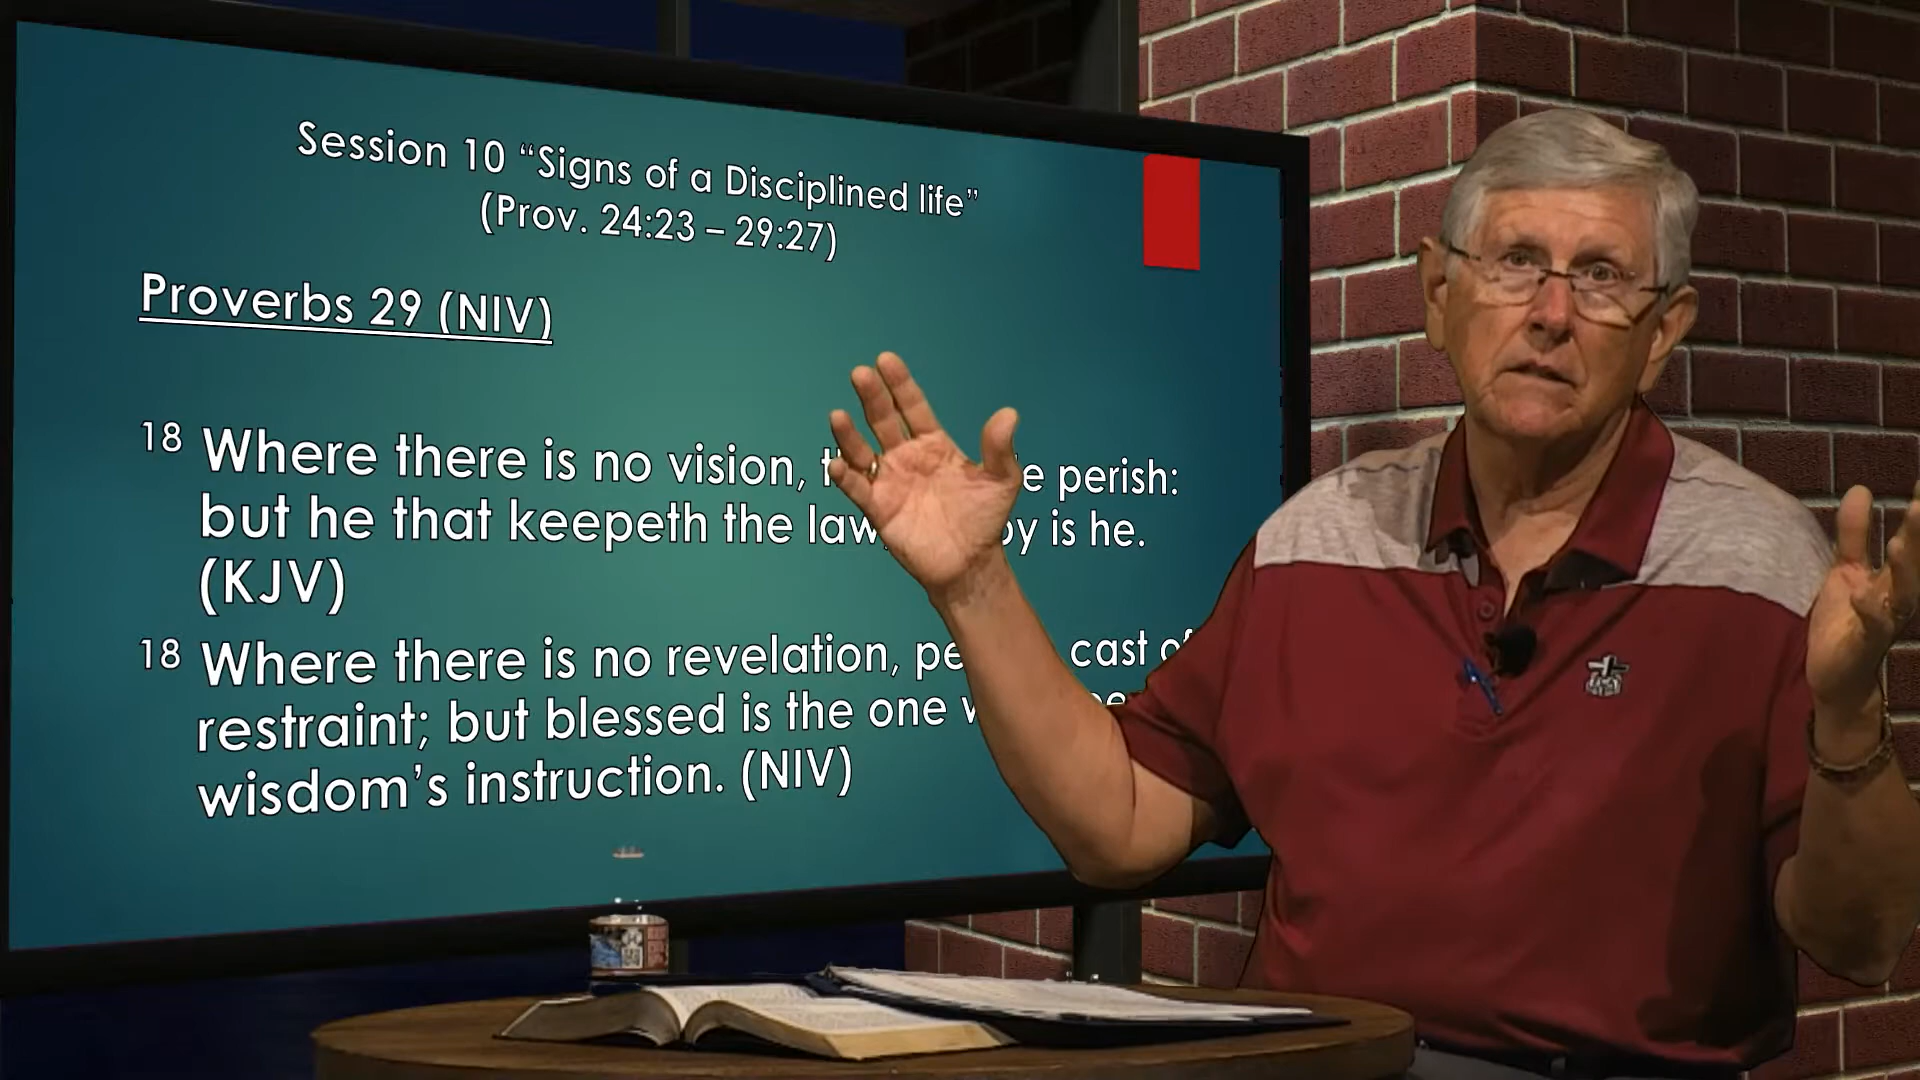 Session 10 “Signs of a Disciplined life”
(Prov. 24:23 – 29:27)
Proverbs 29 (NIV)
18 Where there is no vision, perish:
but he that keepeth the law, is he.
(KJV)
18 Where there is no revelation, cast
restraint; but blessed is the one
wisdom’s instruction. (NIV)